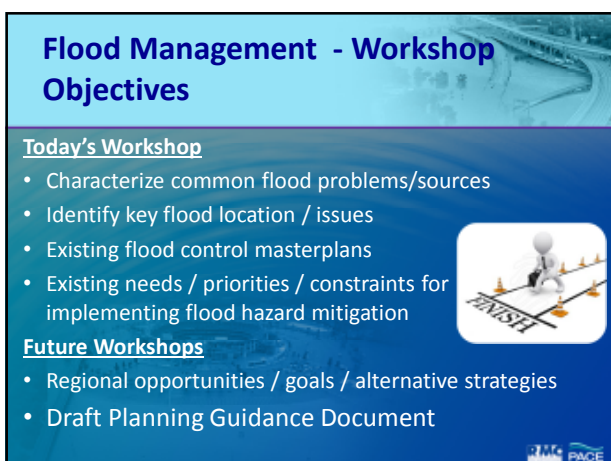 Flood Management - Workshop
Objectives
Today's Workshop
• Characterize common flood problems/sources
• Identify key flood location / issues
• Existing flood control masterplans
• Existing needs / priorities / constraints for
implementing flood hazard mitigation
FINISH
Future Workshops
• Regional opportunities / goals / alternative strategies
• Draft Planning Guidance Document
RMC PACE